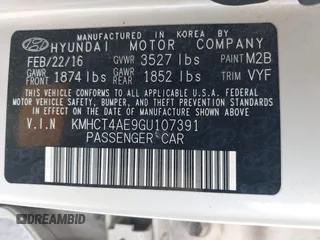 MANUFACTURED IN KOREA BY
HYUNDAI MOTOR COMPANY
FEB/22/16 GVWR 3527 lbs PAINT M2B
GAWR FRT 1874 lbs GAWR RR 1852 lbs TRIM VYF
THIS VEHICLE CONFORMS TO ALL APPLICABLE U.S.
FEDERAL MOTOR VEHICLE SAFETY BUMPER, AND THEFT
PREVENTION STANDARDS IN EFFECT ON THE DATE OF
MANUFACTURE SHOWN ABOVE.
V.I.N KMHCT4AE9GU107391
PASSENGER CAR
DREAMBID